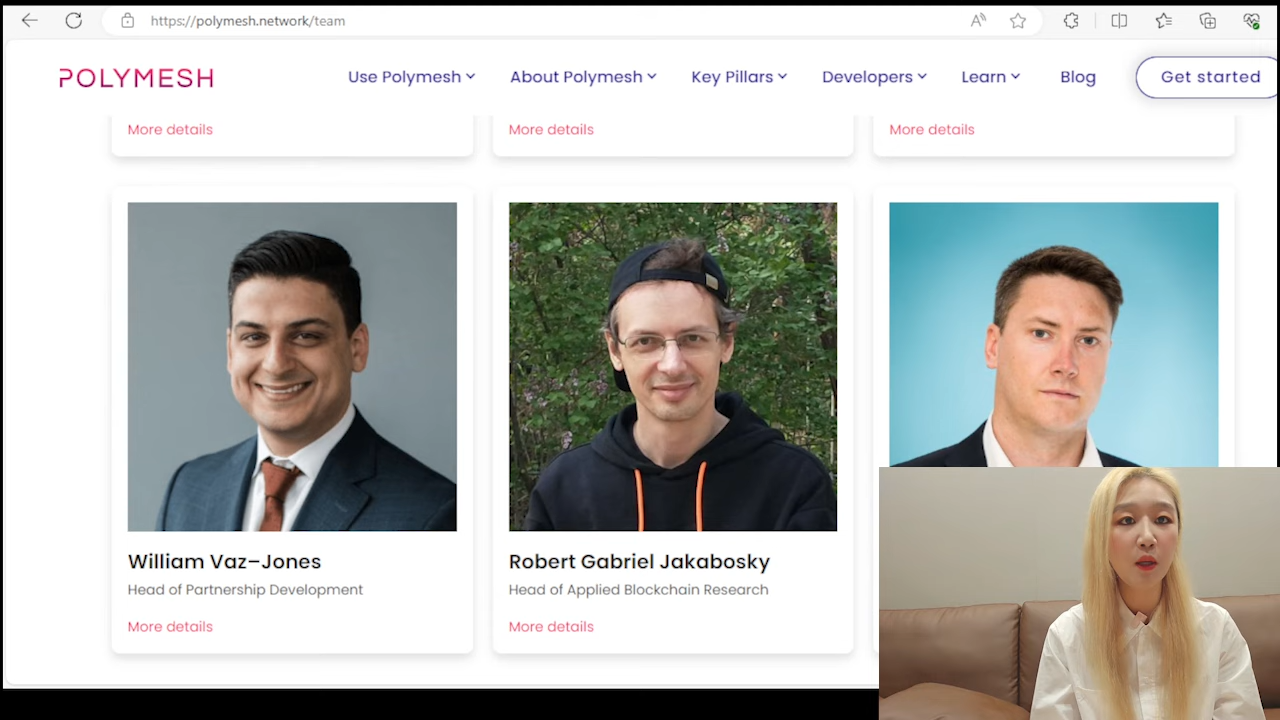 https://polymesh.network/team
POLYMESH
Use Polymesh
About Polymesh
Key Pillars
Developers
Learn
Blog
Get started
More details
More details
More details
William Vaz–Jones
Head of Partnership Development
More details
Robert Gabriel Jakabosky
Head of Applied Blockchain Research
More details